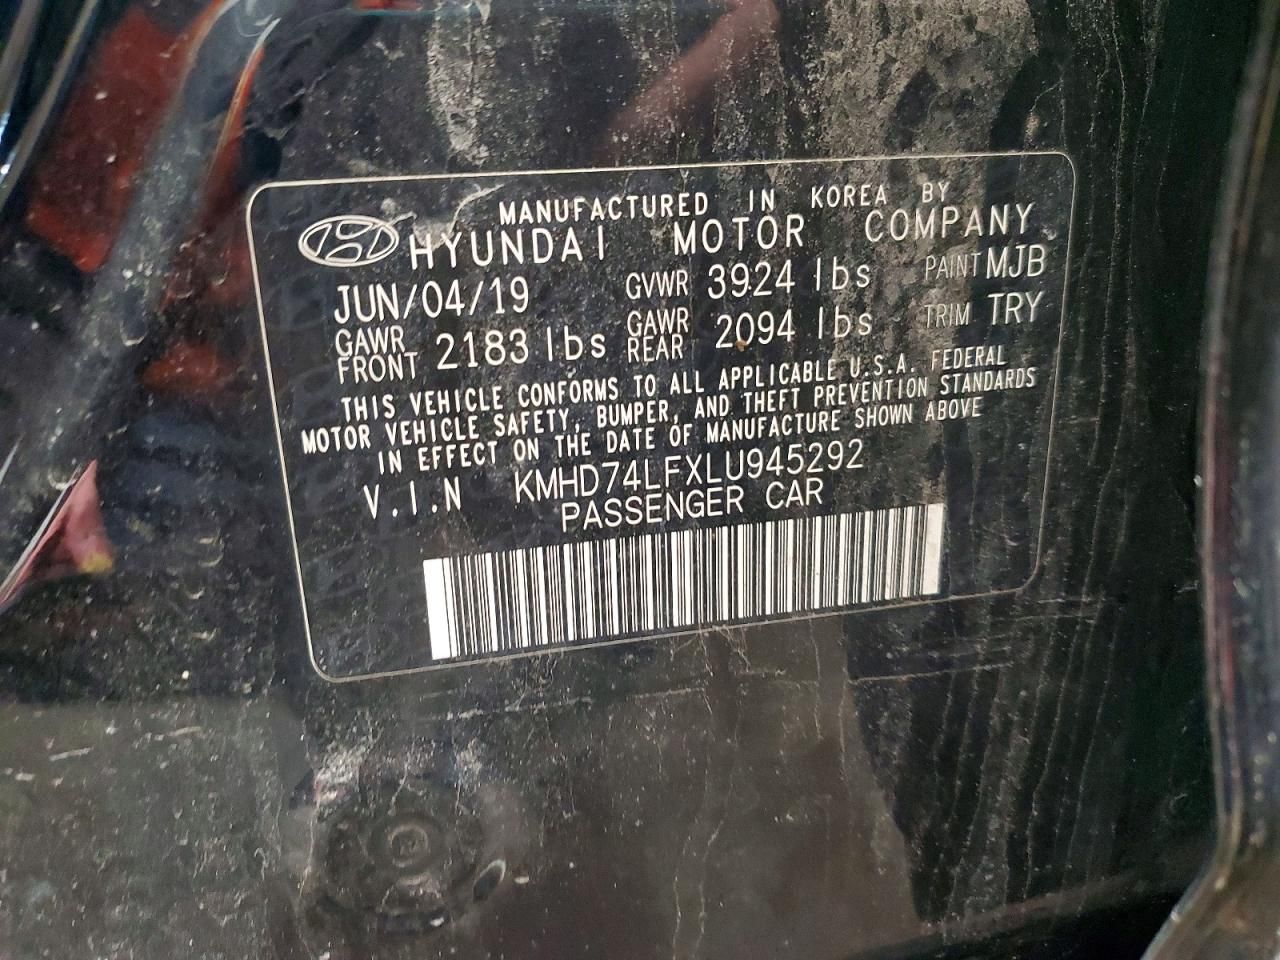 MANUFACTURED IN KOREA BY
HYUNDAI MOTOR COMPANY
JUN/04/19 GVWR 3924 lbs PAINT MJB
GAWR FRONT 2183 lbs GAWR REAR 2094 lbs TRIM TRY
THIS VEHICLE CONFORMS TO ALL APPLICABLE U.S.A. FEDERAL
MOTOR VEHICLE SAFETY, BUMPER, AND THEFT PREVENTION STANDARDS
IN EFFECT ON THE DATE OF MANUFACTURE SHOWN ABOVE
V.I.N KMHD74LFXLU945292
PASSENGER CAR